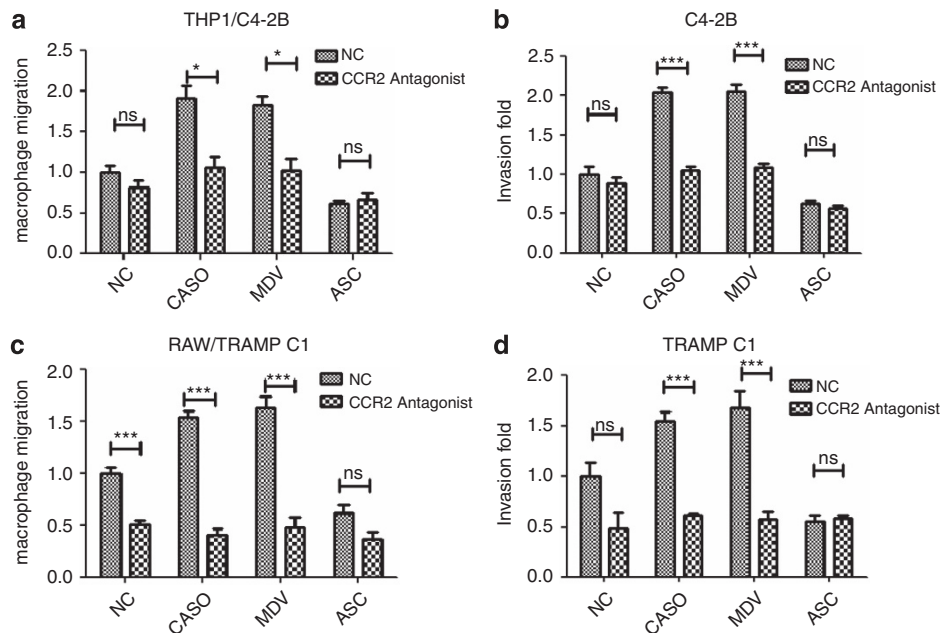 a
THP1/C4-2B
macrophage migration
2.5
2.0
1.5
1.0
0.5
0.0
NC
CCR2 Antagonist
ns
*
*
ns
NC
CASO
MDV
ASC
b
C4-2B
Invasion fold
2.5
2.0
1.5
1.0
0.5
0.0
NC
CCR2 Antagonist
ns
***
***
ns
NC
CASO
MDV
ASC
c
RAW/TRAMP C1
macrophage migration
2.0
1.5
1.0
0.5
0.0
NC
CCR2 Antagonist
***
***
***
ns
NC
CASO
MDV
ASC
d
TRAMP C1
Invasion fold
2.0
1.5
1.0
0.5
0.0
NC
CCR2 Antagonist
ns
***
***
ns
NC
CASO
MDV
ASC